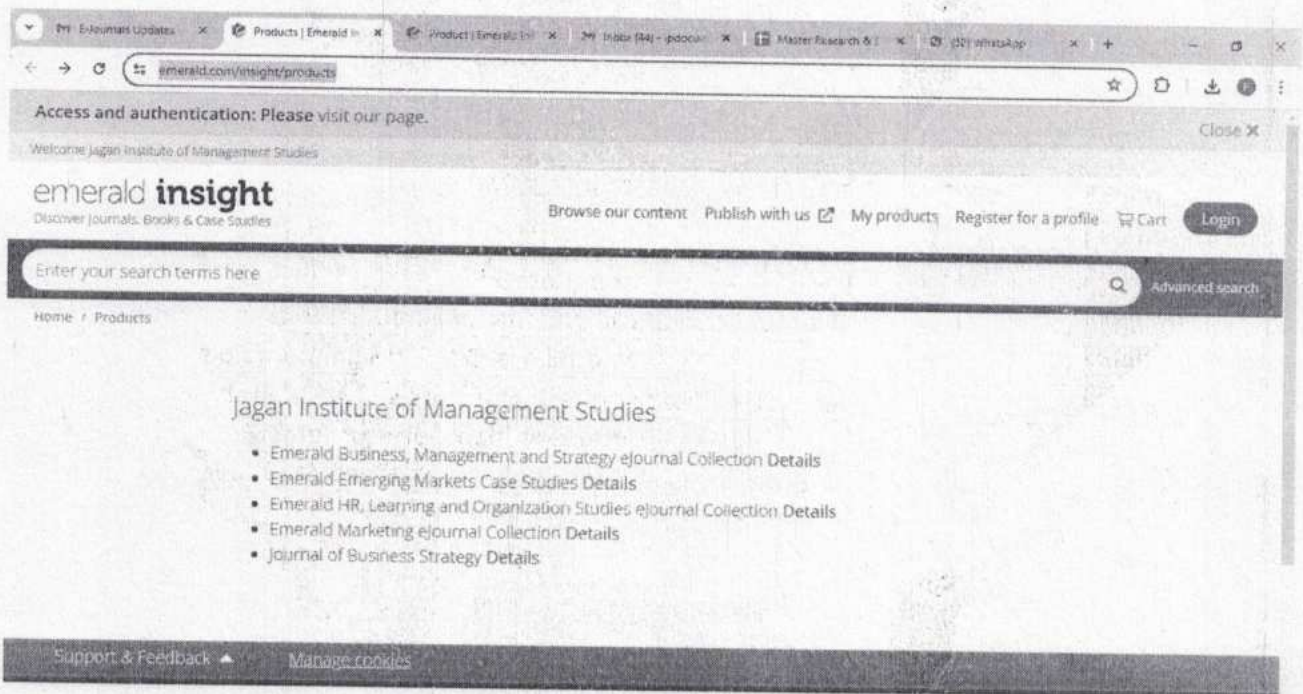 E-Journals Updates
Products | Emerald In
Product | Emerald Ins
Inbox (44) -
Master Research &
WhatsApp
emerald.com/insight/products
Access and authentication: Please visit our page.
Close X
Welcome Jagan Institute of Management Studies
emerald insight
Discover Journals, Books & Case Studies
Browse our content Publish with us My products Register for a profile Cart Login
Enter your search terms here
Advanced search
Home / Products
Jagan Institute of Management Studies
• Emerald Business, Management and Strategy eJournal Collection Details
• Emerald Emerging Markets Case Studies Details
• Emerald HR, Learning and Organization Studies eJournal Collection Details
• Emerald Marketing eJournal Collection Details
• Journal of Business Strategy Details
Support & Feedback Manage cookies